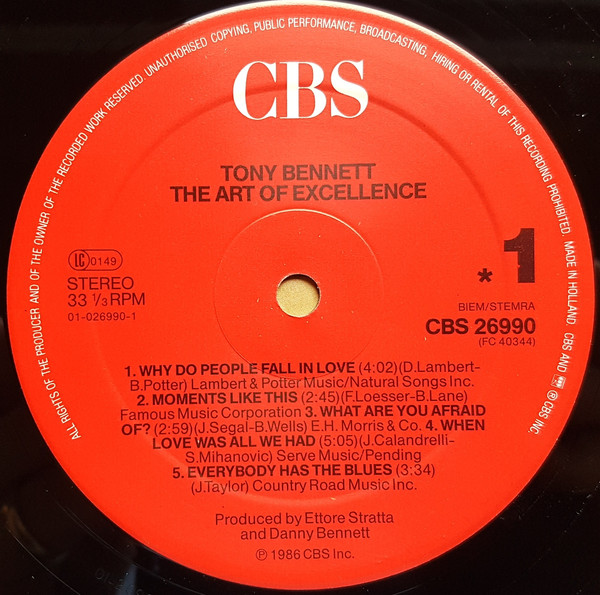 ALL RIGHTS OF THE PRODUCER AND OF THE OWNER OF THE RECORDED WORK RESERVED. UNAUTHORISED COPYING, PUBLIC PERFORMANCE, BROADCASTING, HIRING OR RENTAL OF THIS RECORDING PROHIBITED. MADE IN HOLLAND. CBS AND ® CBS INC.
CBS
TONY BENNETT
THE ART OF EXCELLENCE
LC 0149
STEREO
33 1/3 RPM
01-026990-1
* 1
BIEM/STEMRA
CBS 26990
(FC 40344)
1. WHY DO PEOPLE FALL IN LOVE (4:02)(D.Lambert-
B.Potter) Lambert & Potter Music/Natural Songs Inc.
2. MOMENTS LIKE THIS (2:45)(F.Loesser-B.Lane)
Famous Music Corporation 3. WHAT ARE YOU AFRAID
OF? (2:59)(J.Segal-B.Wells) E.H. Morris & Co. 4. WHEN
LOVE WAS ALL WE HAD (5:05)(J.Calandrelli-
S.Mihanovic) Serve Music/Pending
5. EVERYBODY HAS THE BLUES (3:34)
(J.Taylor) Country Road Music Inc.
Produced by Ettore Stratta
and Danny Bennett
℗ 1986 CBS Inc.